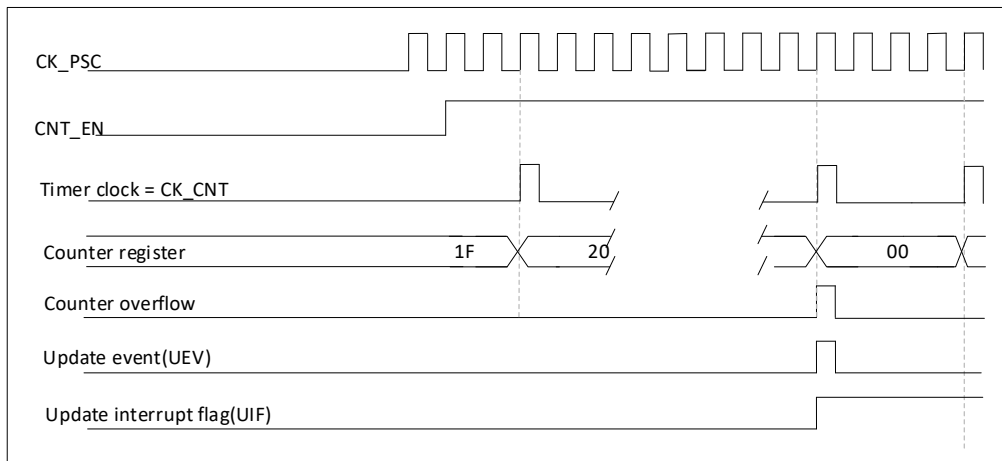 CK_PSC
CNT_EN
Timer clock = CK_CNT
Counter register 1F 20 00
Counter overflow
Update event(UEV)
Update interrupt flag(UIF)